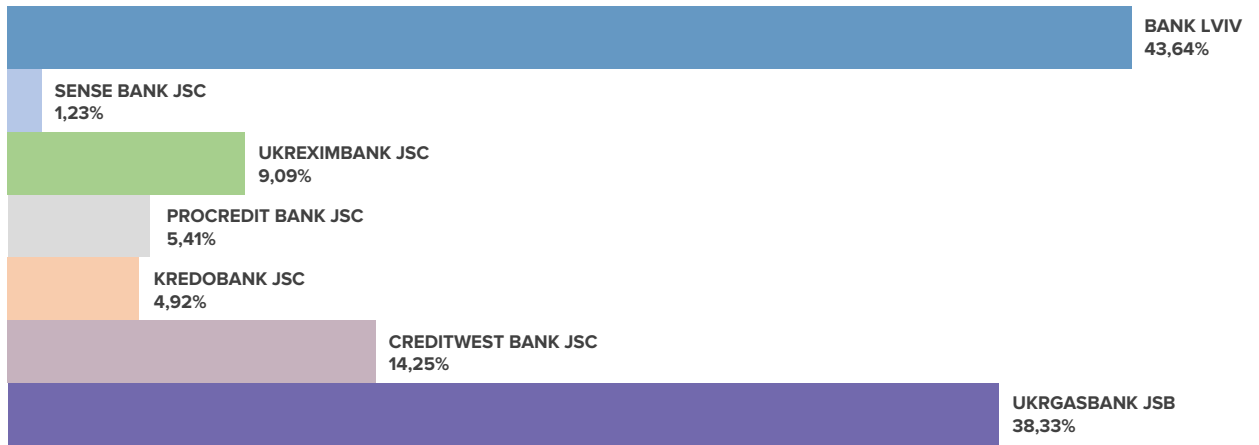 BANK LVIV
43,64%
SENSE BANK JSC
1,23%
UKREXIMBANK JSC
9,09%
PROCREDIT BANK JSC
5,41%
KREDOBANK JSC
4,92%
CREDITWEST BANK JSC
14,25%
UKRGASBANK JSB
38,33%